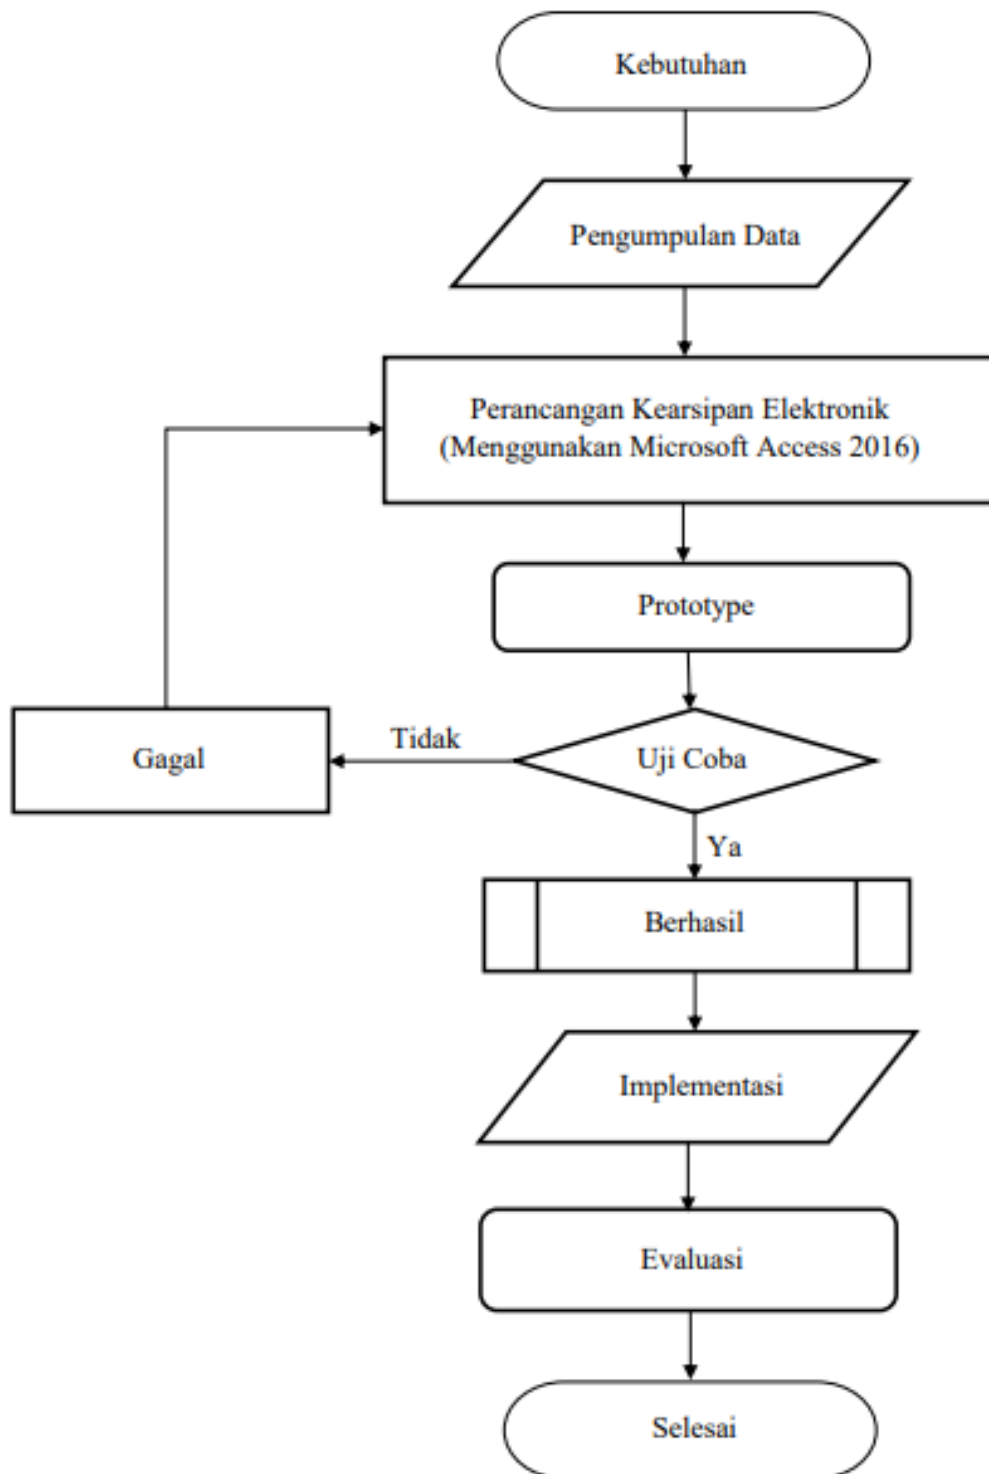 Kebutuhan
Pengumpulan Data
Perancangan Kearsipan Elektronik
(Menggunakan Microsoft Access 2016)
Prototype
Gagal
Tidak
Uji Coba
Ya
Berhasil
Implementasi
Evaluasi
Selesai